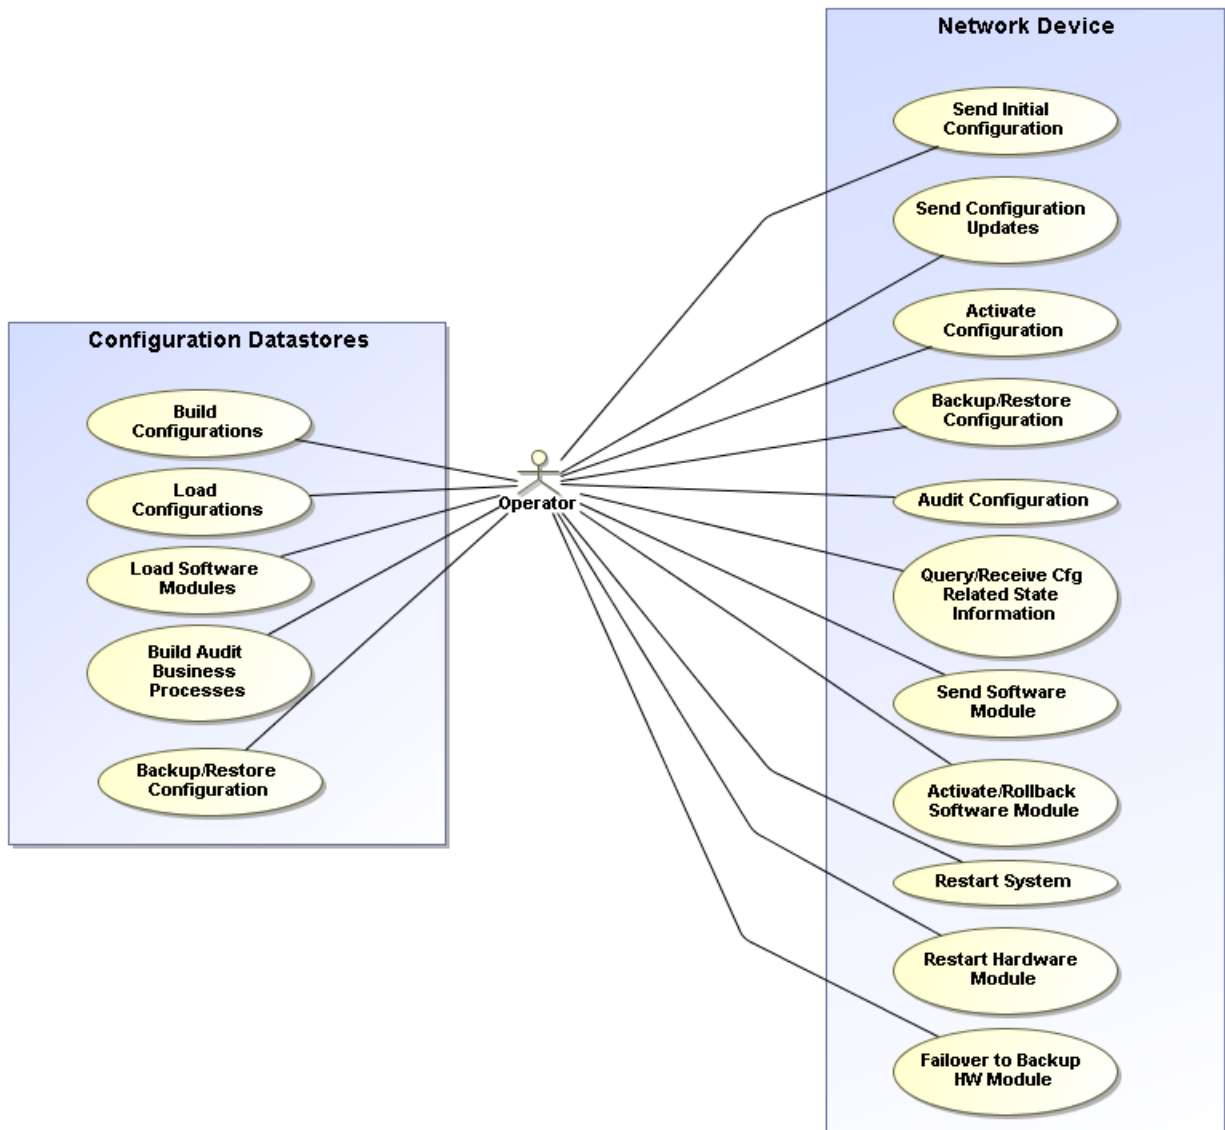 Network Device
Send Initial
Configuration
Send Configuration
Updates
Activate
Configuration
Backup/Restore
Configuration
Audit Configuration
Query/Receive Cfg
Related State
Information
Send Software
Module
Activate/Rollback
Software Module
Restart System
Restart Hardware
Module
Failover to Backup
HW Module
Configuration Datastores
Build
Configurations
Load
Configurations
Load Software
Modules
Build Audit
Business
Processes
Backup/Restore
Configuration
Operator